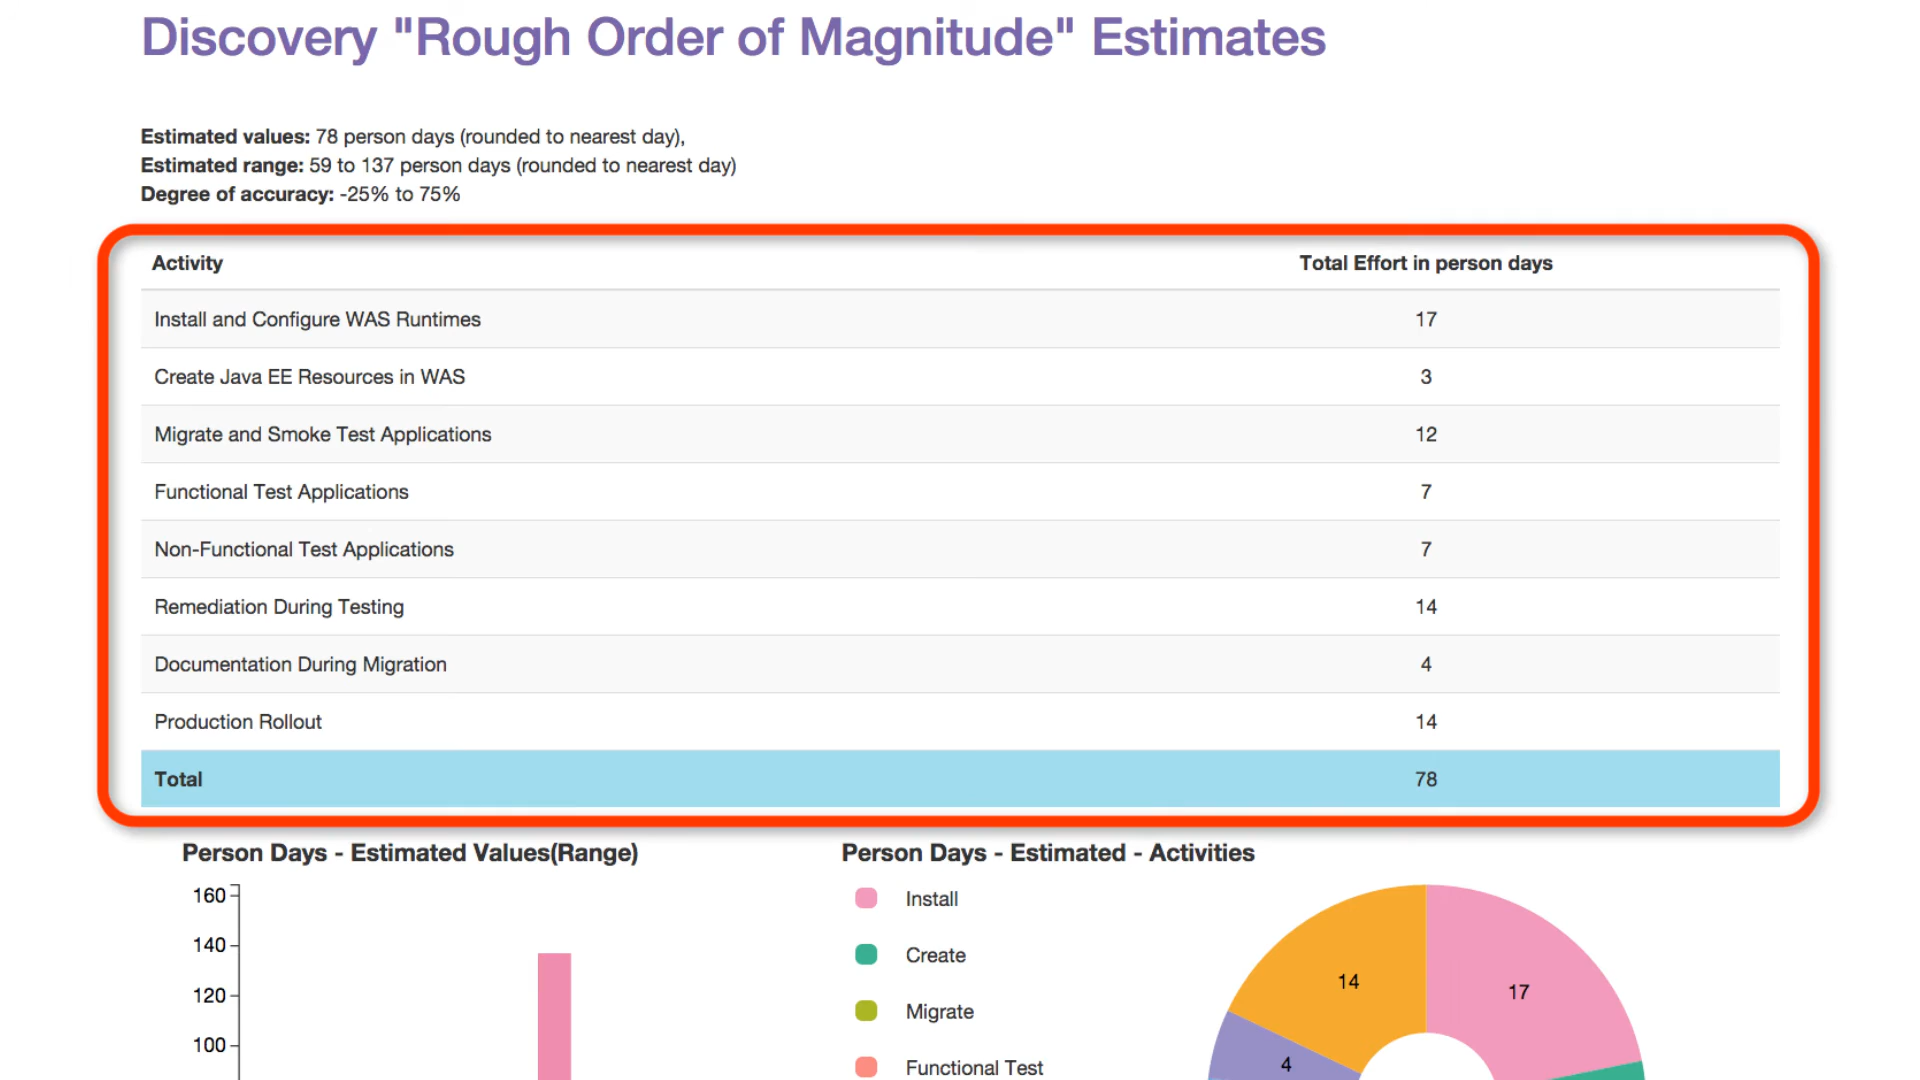 Discovery "Rough Order of Magnitude" Estimates
Estimated values: 78 person days (rounded to nearest day),
Estimated range: 59 to 137 person days (rounded to nearest day)
Degree of accuracy: -25% to 75%
Activity Total Effort in person days
Install and Configure WAS Runtimes 17
Create Java EE Resources in WAS 3
Migrate and Smoke Test Applications 12
Functional Test Applications 7
Non-Functional Test Applications 7
Remediation During Testing 14
Documentation During Migration 4
Production Rollout 14
Total 78
Person Days - Estimated Values(Range)
160
140
120
100
Person Days - Estimated - Activities
Install
Create
Migrate
Functional Test
14
17
4